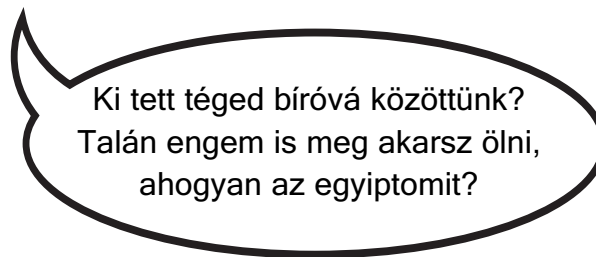 Ki tett téged bíróvá közöttünk?
Talán engem is meg akarsz ölni,
ahogyan az egyiptomit?